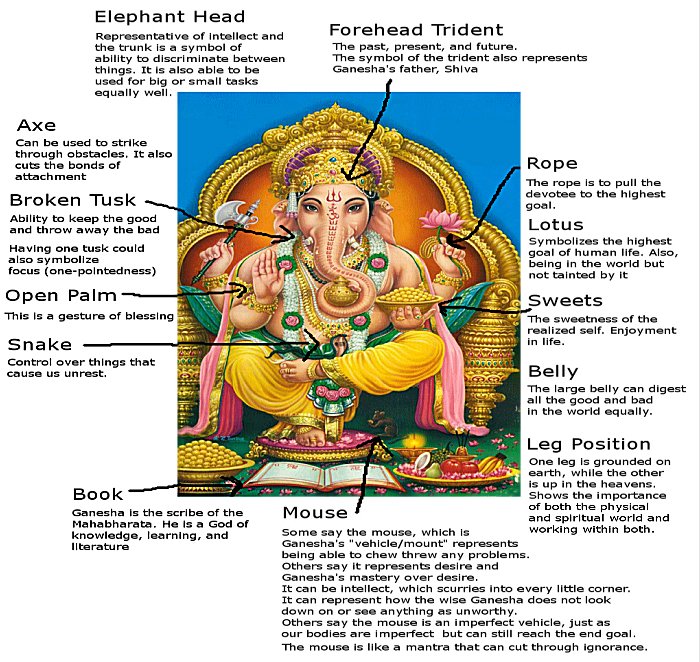 Elephant Head
Representative of intellect and
the trunk is a symbol of
ability to discriminate between
things. It is also able to be
used for big or small tasks
equally well.
Forehead Trident
The past, present, and future.
The symbol of the trident also represents
Ganesha's father, Shiva
Axe
Can be used to strike
through obstacles. It also
cuts the bonds of
attachment
Broken Tusk
Ability to keep the good
and throw away the bad
Having one tusk could
also symbolize
focus (one-pointedness)
Open Palm
This is a gesture of blessing
Snake
Control over things that
cause us unrest.
Rope
The rope is to pull the
devotee to the highest
goal.
Lotus
Symbolizes the highest
goal of human life. Also,
being in the world but
not tainted by it
Sweets
The sweetness of the
realized self. Enjoyment
in life.
Belly
The large belly can digest
all the good and bad
in the world equally.
Leg Position
One leg is grounded on
earth, while the other
is up in the heavens.
Shows the importance
of both the physical
and spiritual world and
working within both.
Book
Ganesha is the scribe of the
Mahabharata. He is a God of
knowledge, learning, and
literature
Mouse
Some say the mouse, which is
Ganesha's "vehicle/mount" represents
being able to chew threw any problems.
Others say it represents desire and
Ganesha's mastery over desire.
It can be intellect, which scurries into every little corner.
It can represent how the wise Ganesha does not look
down on or see anything as unworthy.
Others say the mouse is an imperfect vehicle, just as
our bodies are imperfect but can still reach the end goal.
The mouse is like a mantra that can cut through ignorance.